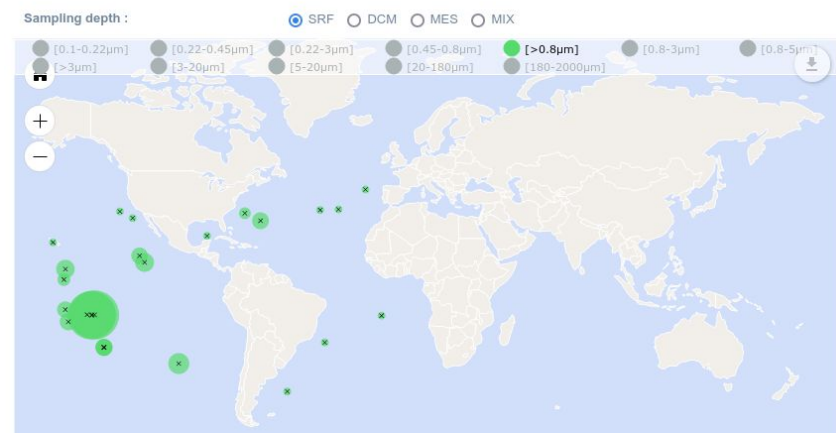 Sampling depth : SRF DCM MES MIX
[0.1-0.22µm] [0.22-0.45µm] [0.22-3µm] [0.45-0.8µm] [>0.8µm] [0.8-3µm] [0.8-5µm]
[>3µm] [3-20µm] [5-20µm] [20-180µm] [180-2000µm]